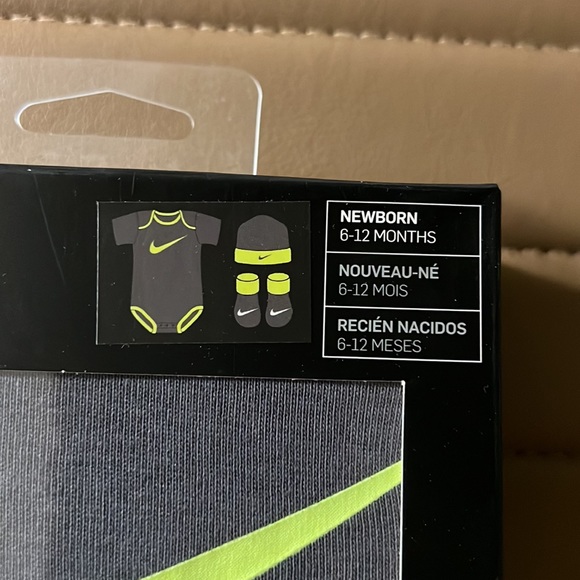 NEWBORN
6-12 MONTHS
NOUVEAU-NÉ
6-12 MOIS
RECIÉN NACIDOS
6-12 MESES